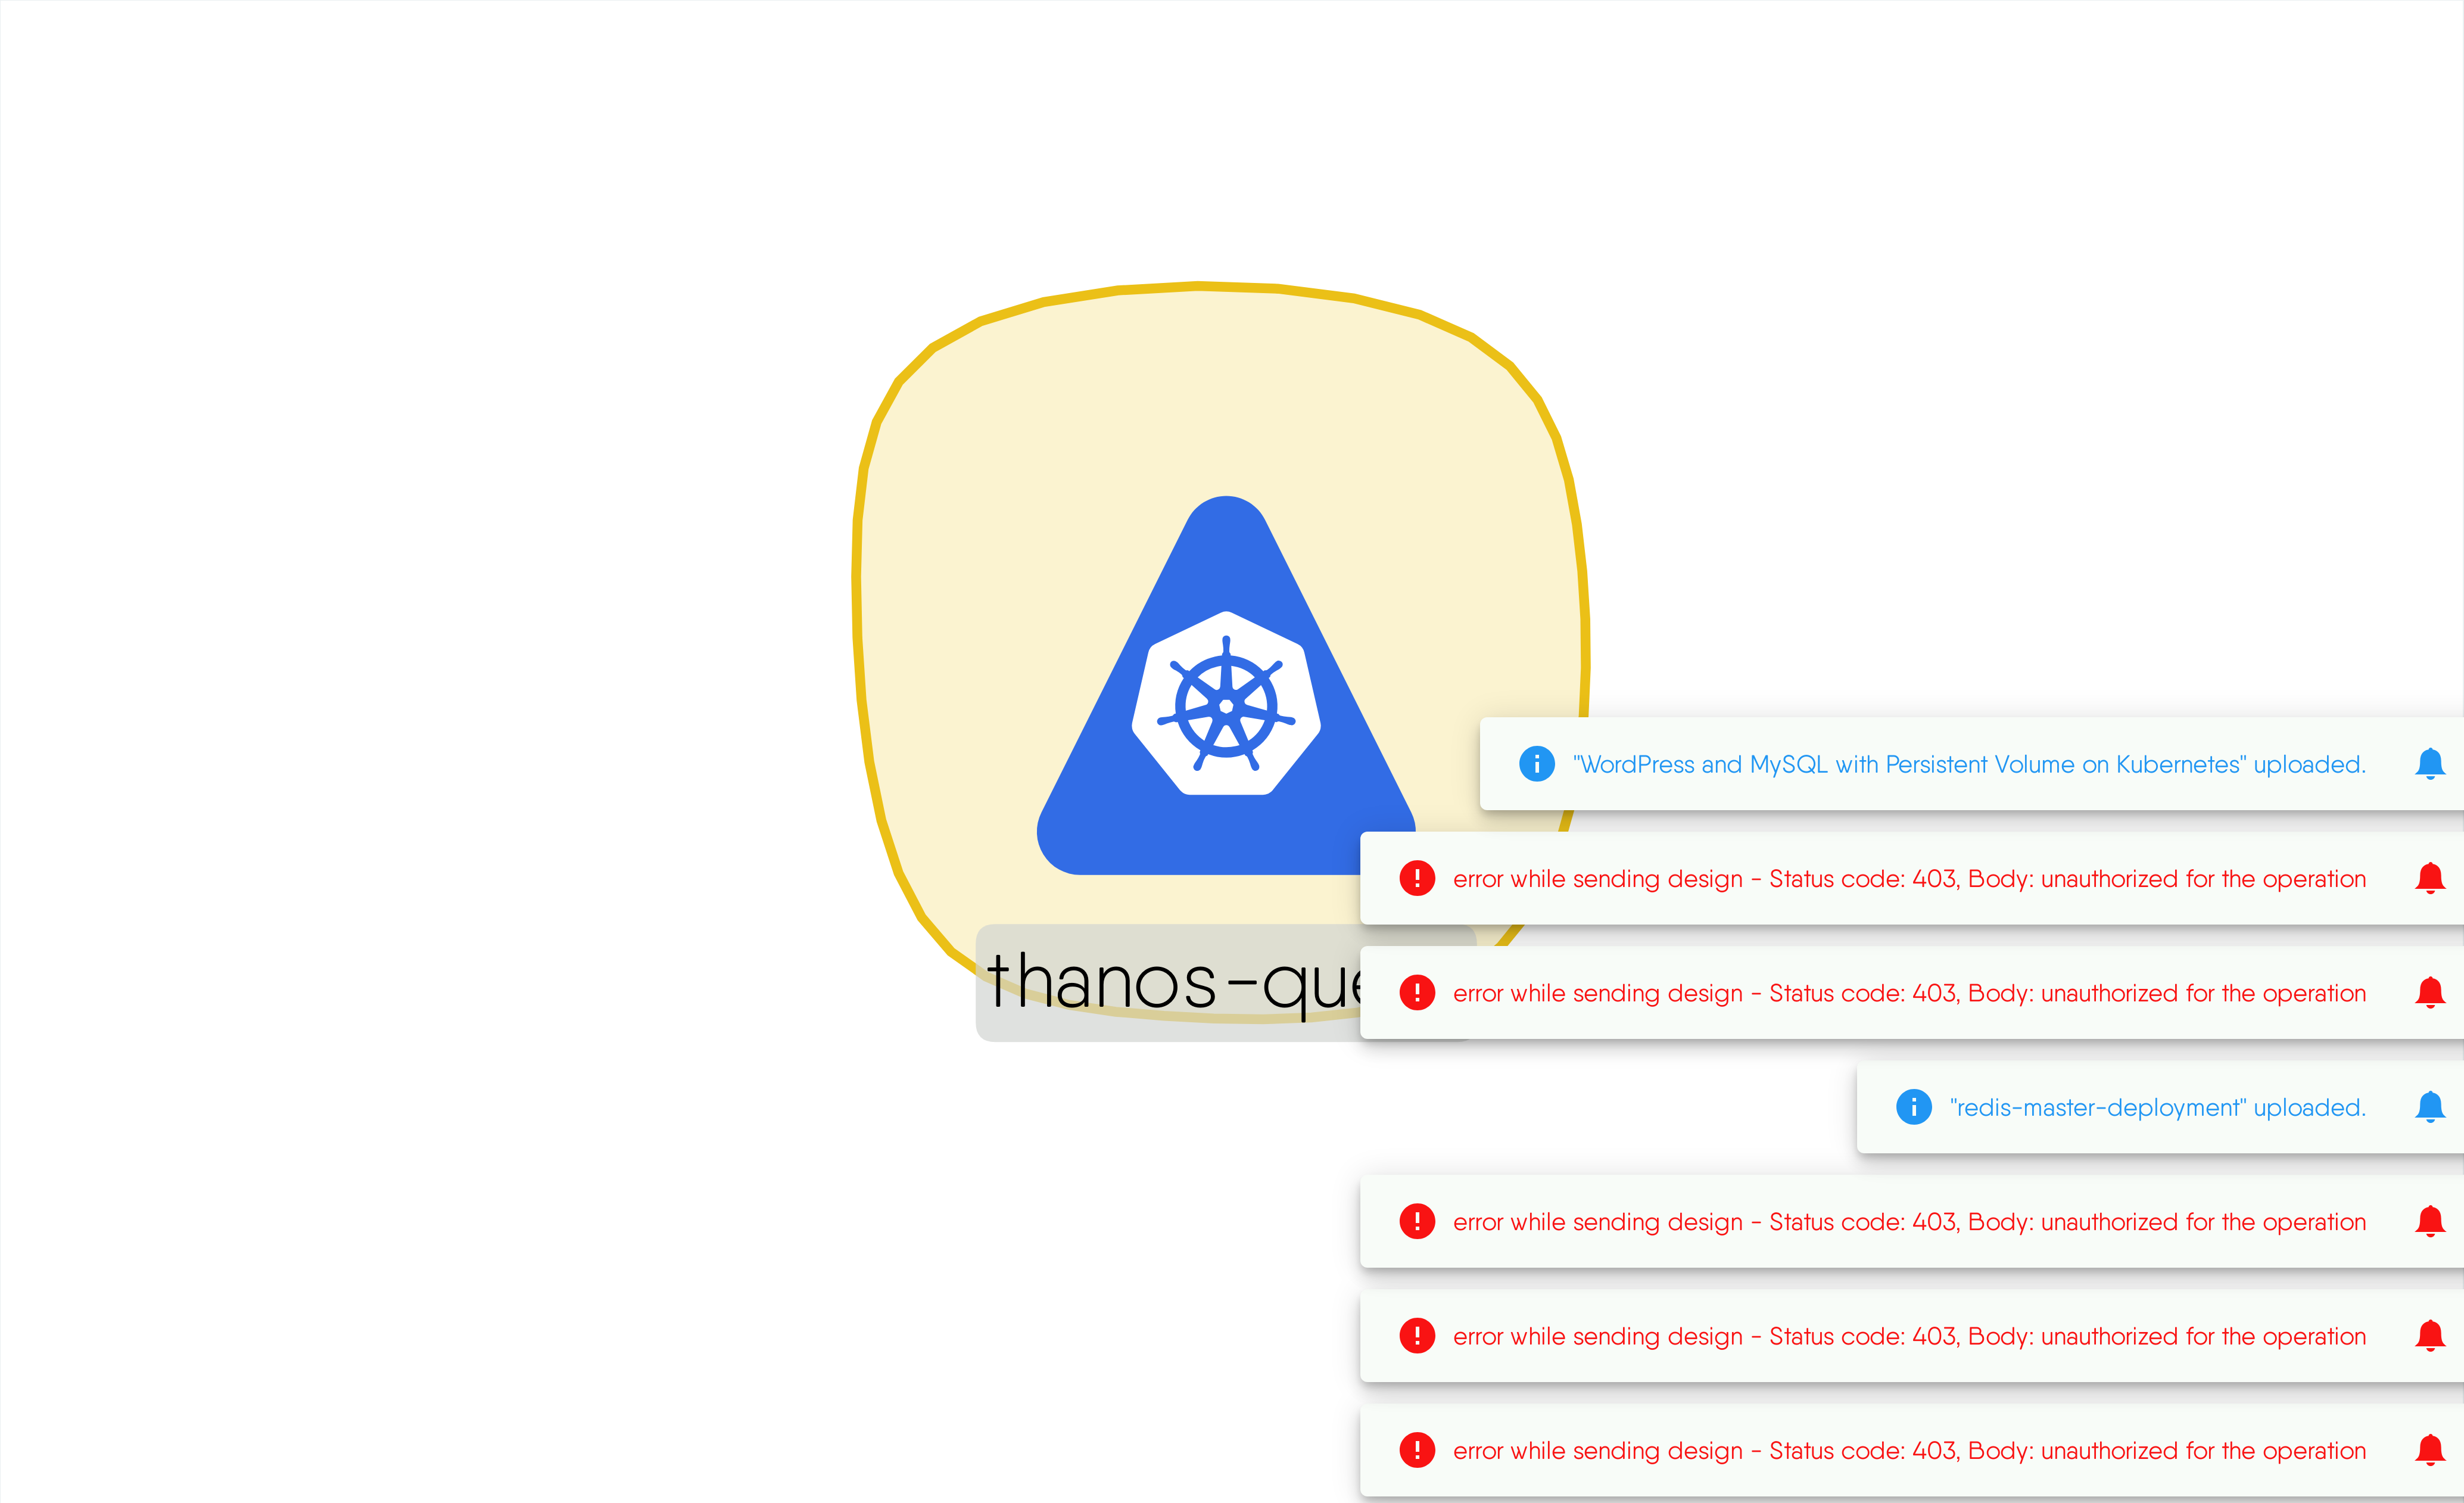 "WordPress and MySQL with Persistent Volume on Kubernetes" uploaded.
error while sending design - Status code: 403, Body: unauthorized for the operation
thanos-que
error while sending design - Status code: 403, Body: unauthorized for the operation
"redis-master-deployment" uploaded.
error while sending design - Status code: 403, Body: unauthorized for the operation
error while sending design - Status code: 403, Body: unauthorized for the operation
error while sending design - Status code: 403, Body: unauthorized for the operation